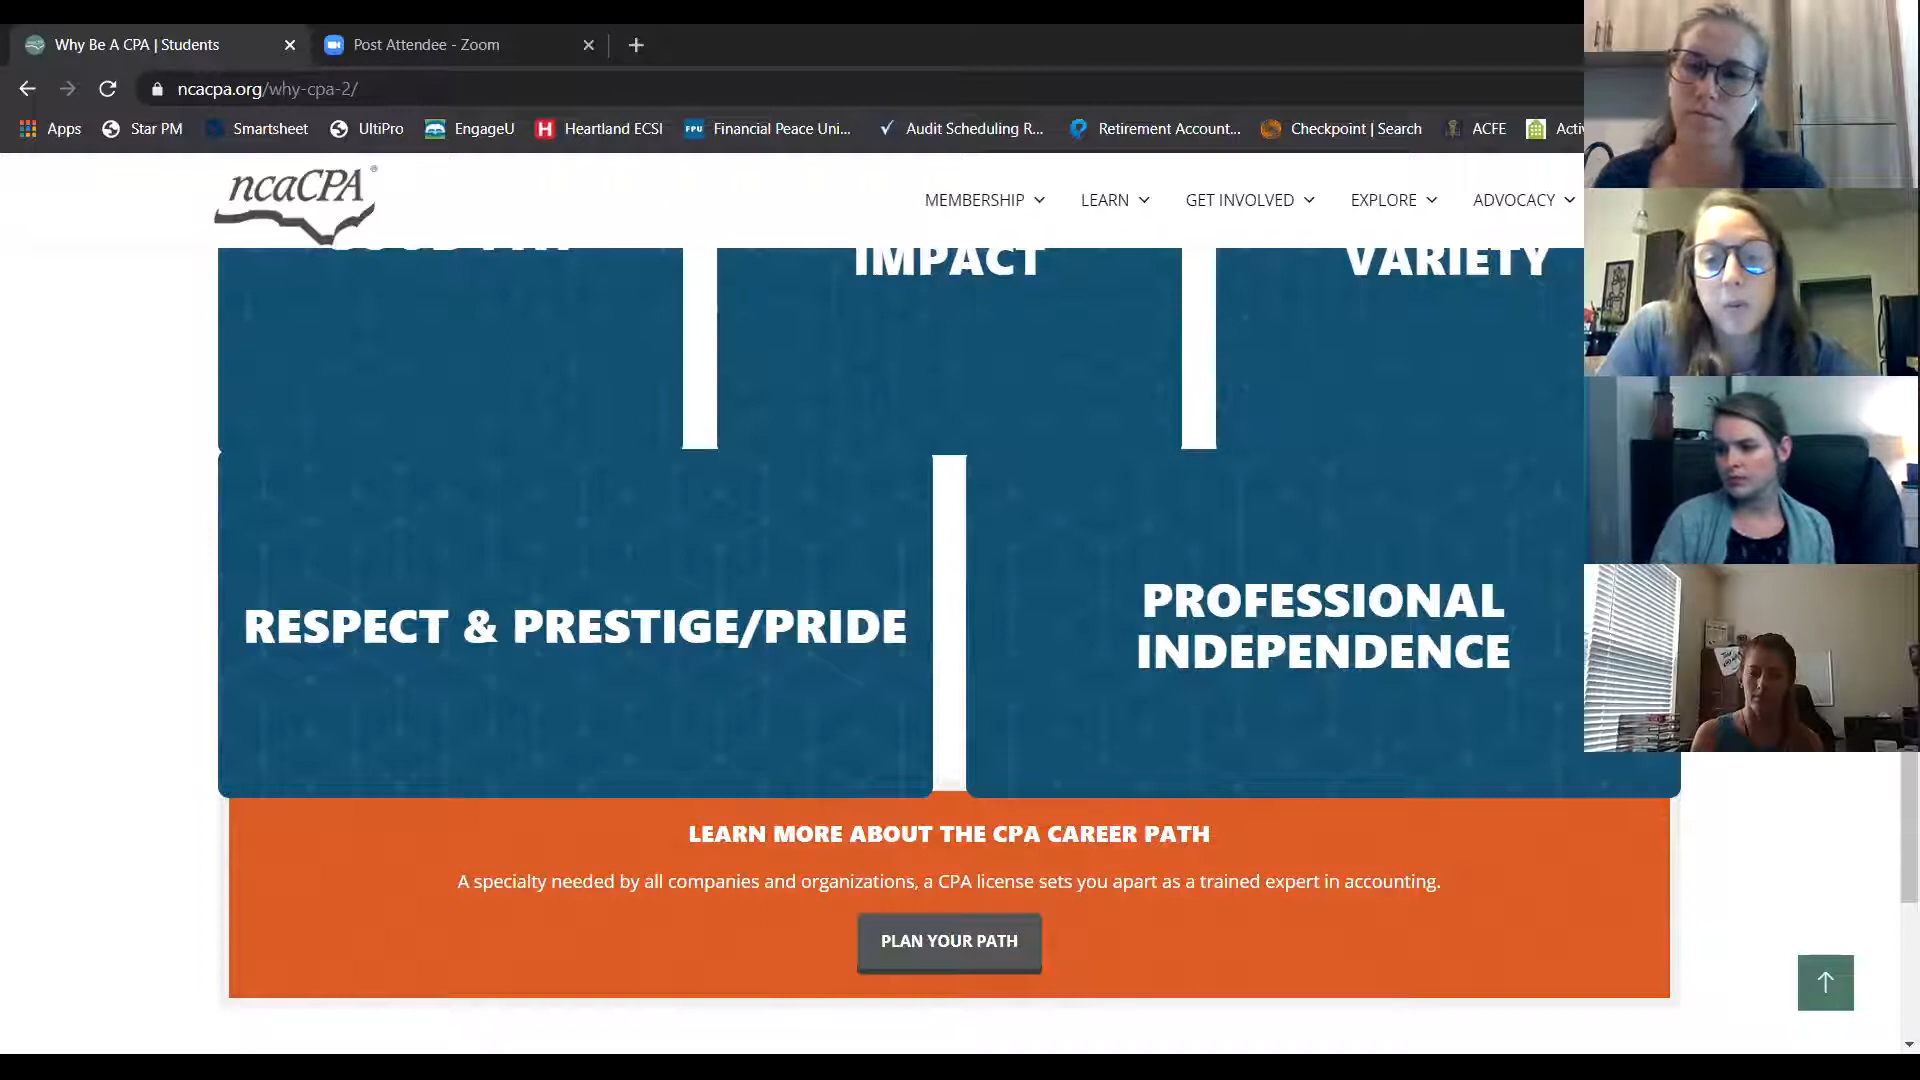 Why Be A CPA | Students
Post Attendee - Zoom
ncacpa.org/why-cpa-2/
Apps
Star PM
Smartsheet
UltiPro
EngageU
H
Heartland ECSI
FPU
Financial Peace Uni...
Audit Scheduling R...
Retirement Account...
Checkpoint | Search
ACFE
Activ
ncaCPA®
MEMBERSHIP
LEARN
GET INVOLVED
EXPLORE
ADVOCACY
IMPACT
VARIETY
RESPECT & PRESTIGE/PRIDE
PROFESSIONAL
INDEPENDENCE
LEARN MORE ABOUT THE CPA CAREER PATH
A specialty needed by all companies and organizations, a CPA license sets you apart as a trained expert in accounting.
PLAN YOUR PATH